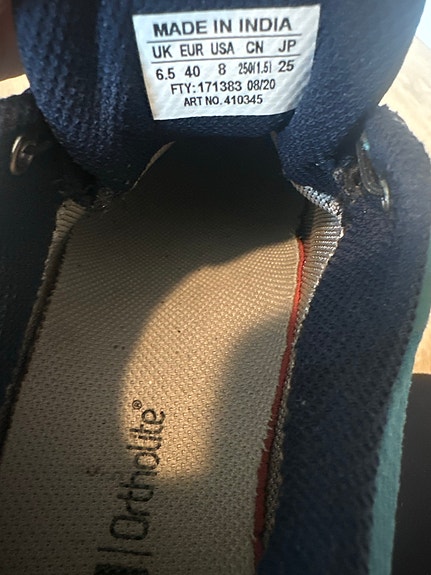 MADE IN INDIA
UK EUR USA CN JP
6.5 40 8 250(1.5) 25
FTY:171383 08/20
ART NO. 410345
| Ortholite®